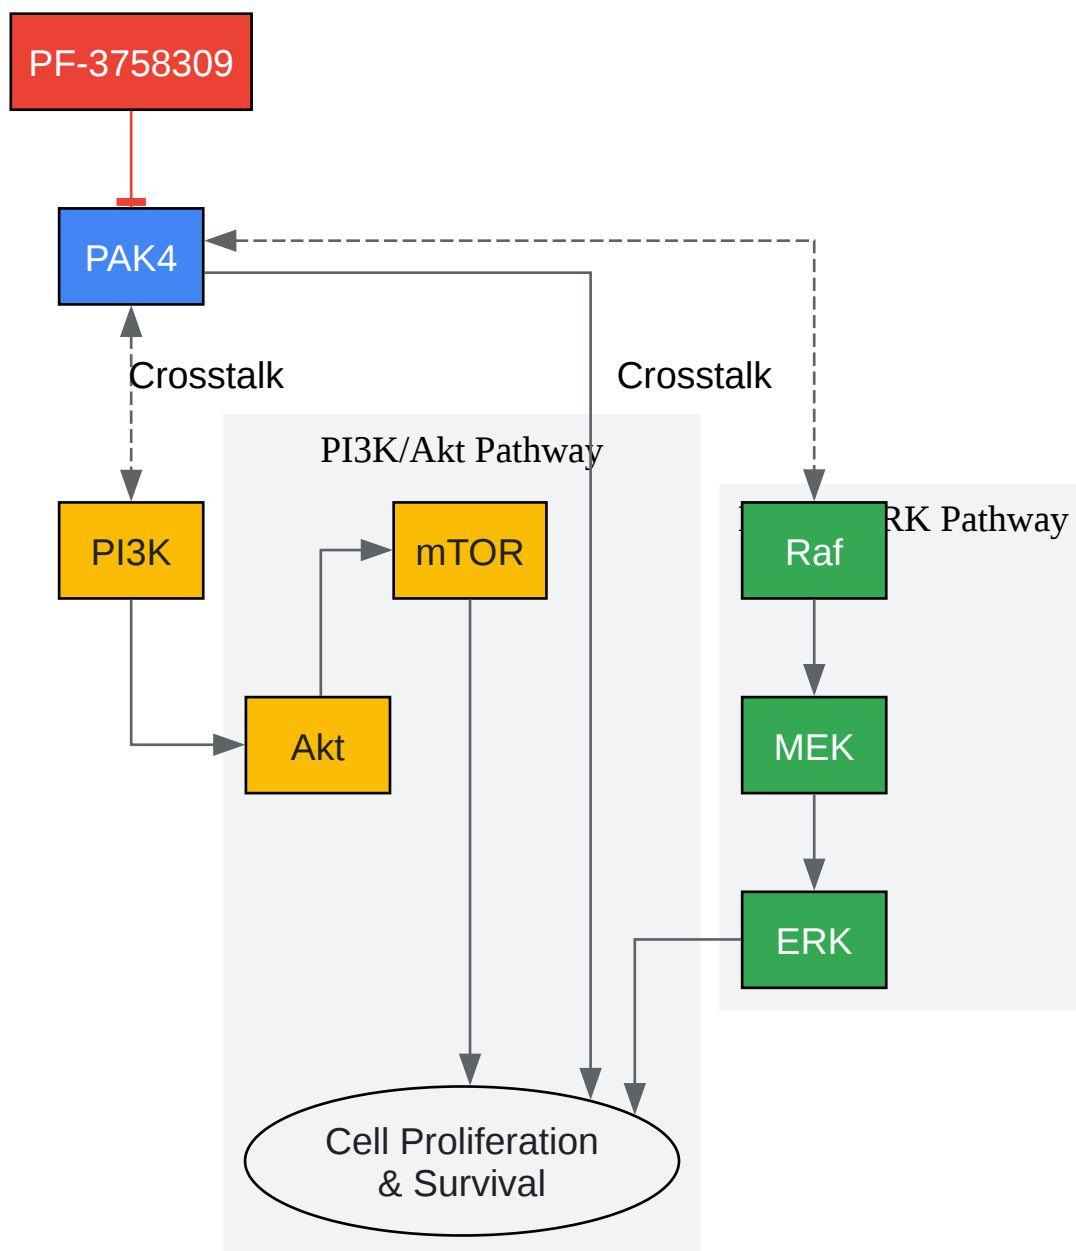 PF-3758309
PAK4
Crosstalk
Crosstalk
PI3K/Akt Pathway
RK Pathway
PI3K
mTOR
Raf
Akt
MEK
ERK
Cell Proliferation
& Survival